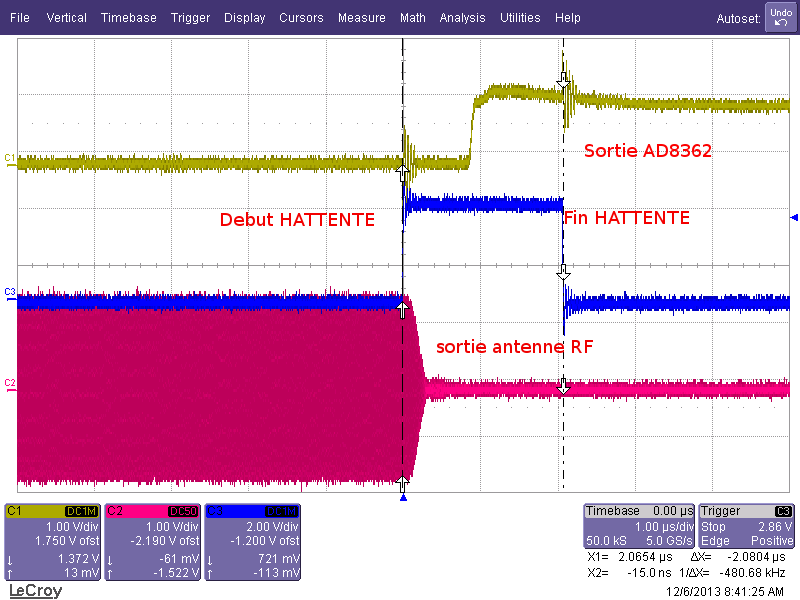 File Vertical Timebase Trigger Display Cursors Measure Math Analysis Utilities Help Autoset: Undo
C1
Sortie AD8362
Debut HATTENTE Fin HATTENTE
C3
sortie antenne RF
C2
C1 DC1M
1.00 V/div
1.750 V ofst
↓ 1.372 V
↑ 13 mV
C2 DC50
1.00 V/div
-2.190 V ofst
↓ -61 mV
↑ -1.522 V
C3 DC1M
2.00 V/div
-1.200 V ofst
↓ 721 mV
↑ -113 mV
Timebase 0.00 µs
1.00 µs/div
50.0 kS 5.0 GS/s
Trigger C3
Stop 2.86 V
Edge Positive
X1= 2.0654 µs ΔX= -2.0804 µs
X2= -15.0 ns 1/ΔX= -480.68 kHz
LeCroy
12/6/2013 8:41:25 AM